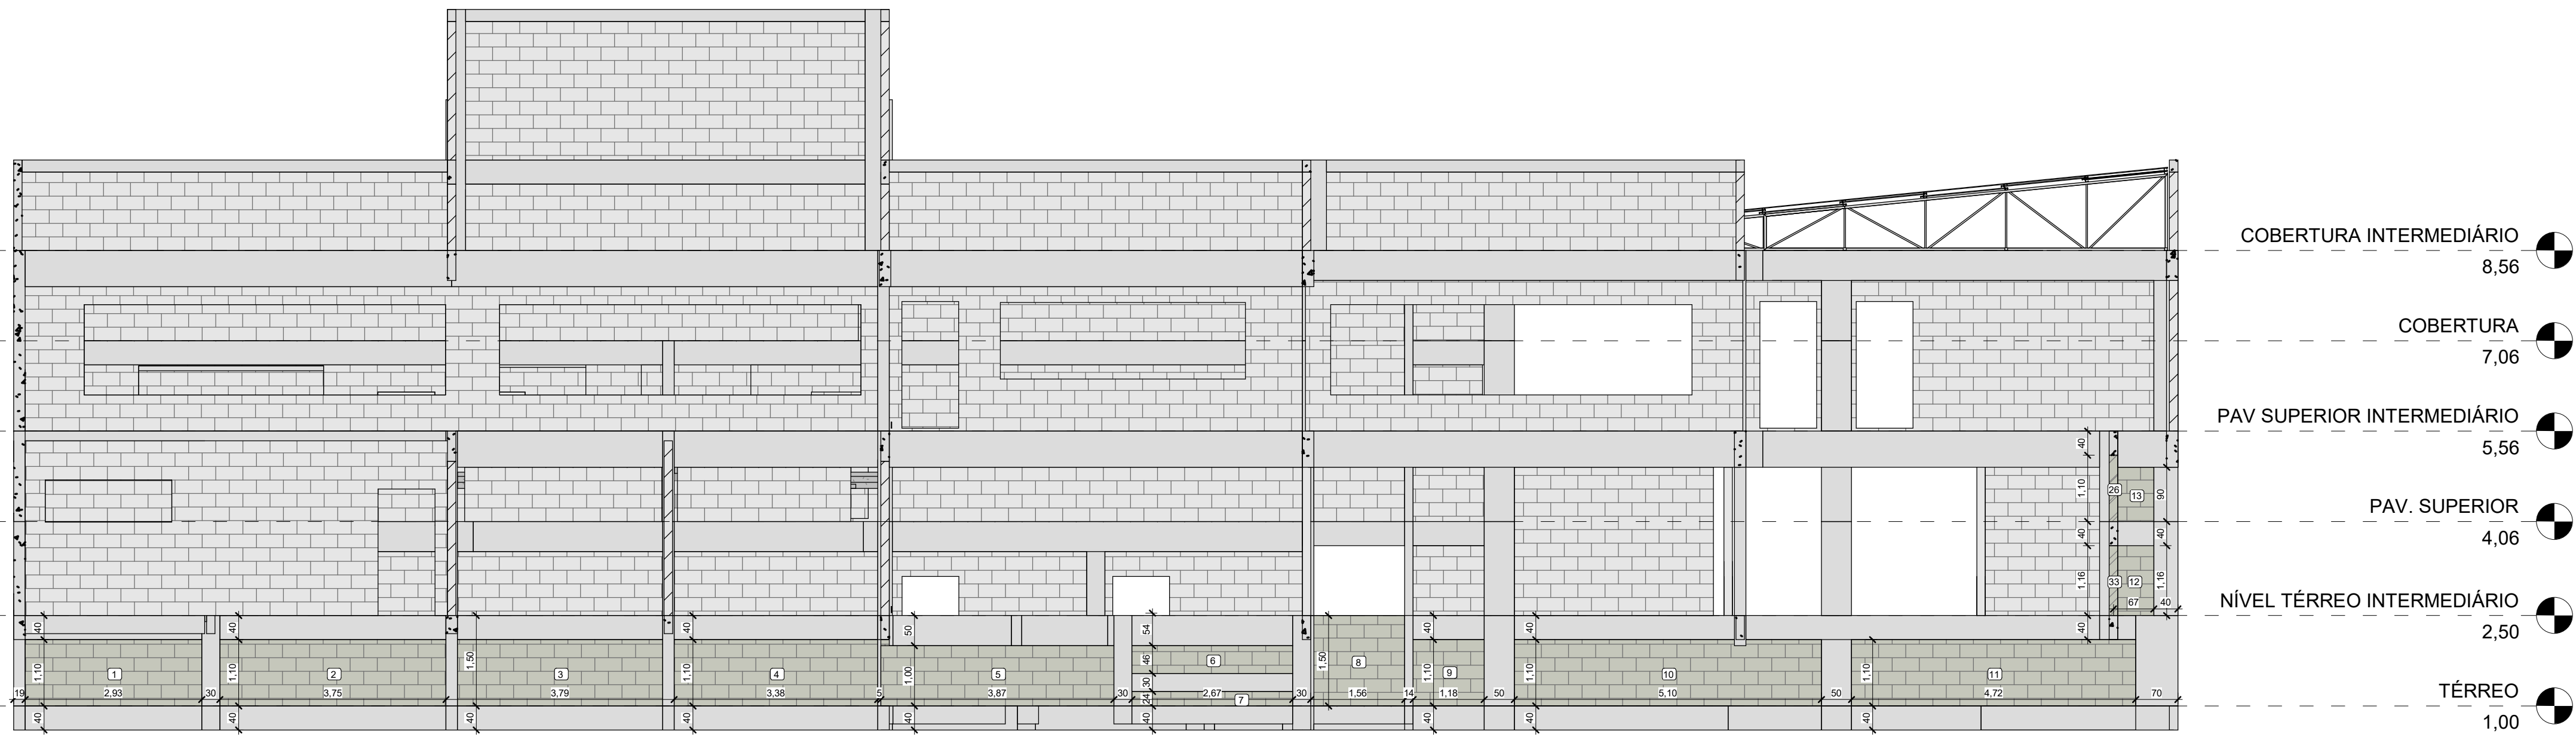 COBERTURA INTERMEDIÁRIO
8,56
COBERTURA
7,06
PAV SUPERIOR INTERMEDIÁRIO
5,56
PAV. SUPERIOR
4,06
NÍVEL TÉRREO INTERMEDIÁRIO
2,50
TÉRREO
1,00
40
1,10 26 13 90
40 40
1,16 33 12 1,16
67 40
40
40 40 40 50 54 40 40
1,10 1,10 1,50 1,10 1,00 46 1,50 1,10 1,10 1,10
30
24
1 2 3 4 5 6 7 8 9 10 11
19 2,93 30 3,75 3,79 3,38 5 3,87 30 2,67 30 1,56 14 1,18 50 5,10 50 4,72 70
40 40 40 40 40 40 40 40 40